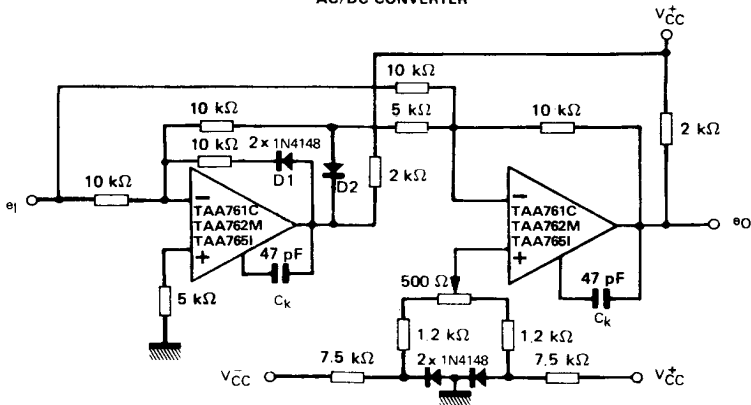 AC/DC CONVERTER
V+CC
10 kΩ
10 kΩ
5 kΩ
10 kΩ
2 kΩ
10 kΩ
2 x 1N4148
D1
D2
2 kΩ
eI
10 kΩ
−
TAA761C
TAA762M
TAA765I
+
−
TAA761C
TAA762M
TAA765I
+
eO
47 pF
Ck
5 kΩ
500 Ω
47 pF
Ck
1.2 kΩ
1.2 kΩ
V−CC
7.5 kΩ
2 x 1N4148
7.5 kΩ
V+CC